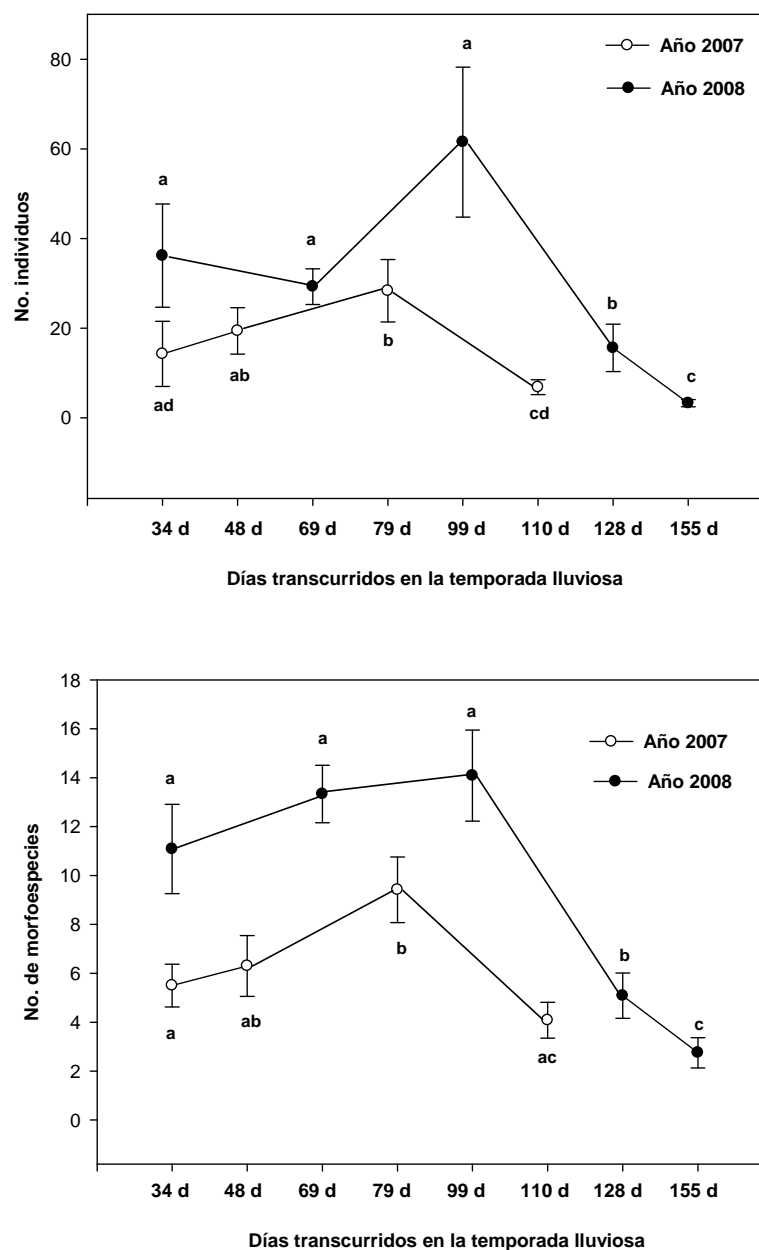 a
Año 2007
Año 2008
80
60
40
20
0
No. individuos
a
a
b
c
ad
ab
b
cd
34 d 48 d 69 d 79 d 99 d 110 d 128 d 155 d
Días transcurridos en la temporada lluviosa
18
16
14
12
10
8
6
4
2
0
No. de morfoespecies
a
a
a
Año 2007
Año 2008
b
c
a
ab
b
ac
34 d 48 d 69 d 79 d 99 d 110 d 128 d 155 d
Días transcurridos en la temporada lluviosa